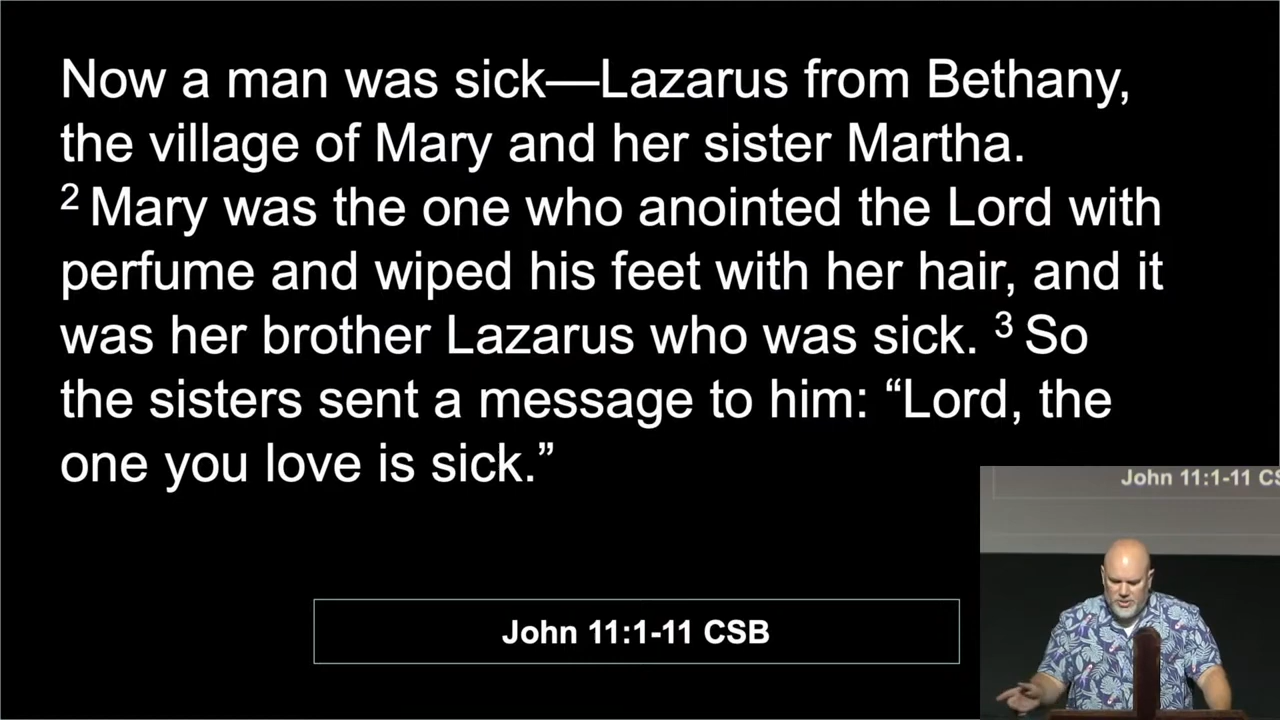 Now a man was sick—Lazarus from Bethany,
the village of Mary and her sister Martha.
² Mary was the one who anointed the Lord with
perfume and wiped his feet with her hair, and it
was her brother Lazarus who was sick. ³ So
the sisters sent a message to him: “Lord, the
one you love is sick.”
John 11:1-11 CS
John 11:1-11 CSB